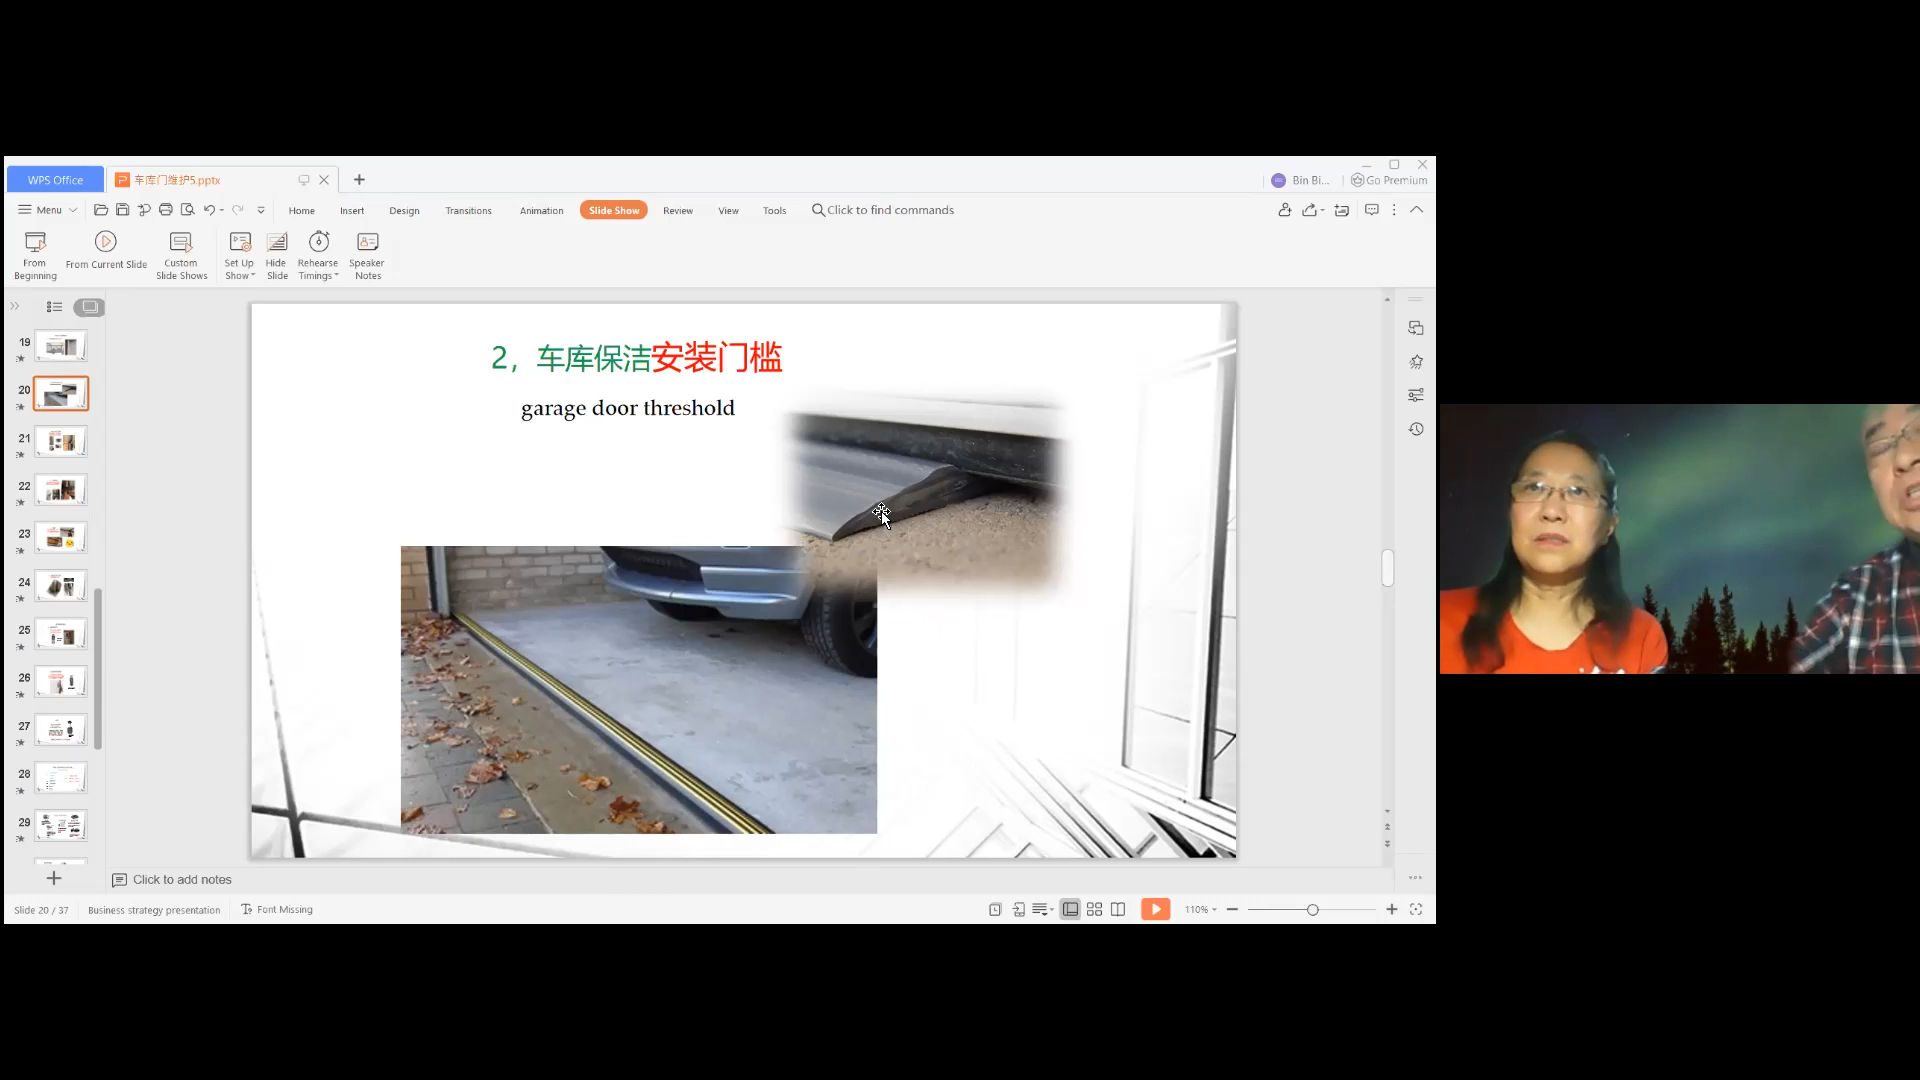 WPS Office
车库门维护5.pptx
Bin Bi...
Go Premium
Menu
Home
Insert
Design
Transitions
Animation
Slide Show
Review
View
Tools
Click to find commands
From Beginning
From Current Slide
Custom Slide Shows
Set Up Show
Hide Slide
Rehearse Timings
Speaker Notes
19
20
21
22
23
24
25
26
27
28
29
2，车库保洁安装门槛
garage door threshold
Click to add notes
Slide 20 / 37
Business strategy presentation
Font Missing
110%